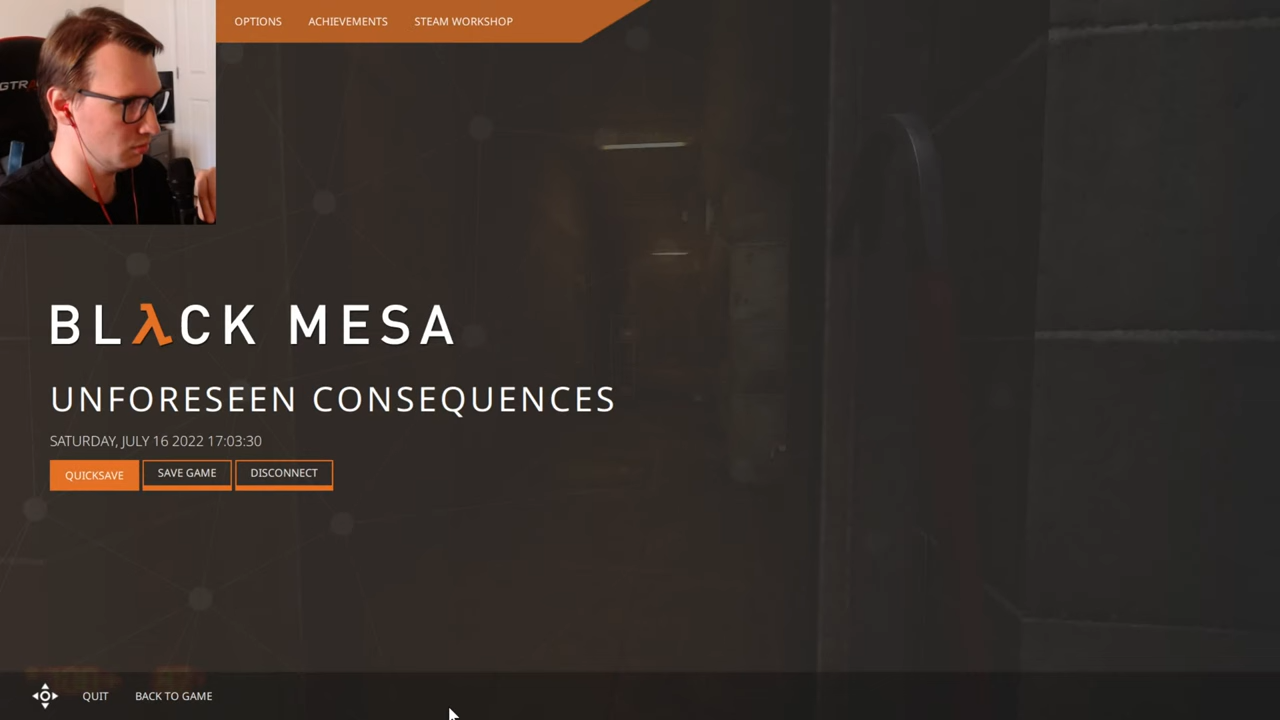 OPTIONS ACHIEVEMENTS STEAM WORKSHOP
BLλCK MESA
UNFORESEEN CONSEQUENCES
SATURDAY, JULY 16 2022 17:03:30
QUICKSAVE SAVE GAME DISCONNECT
QUIT BACK TO GAME